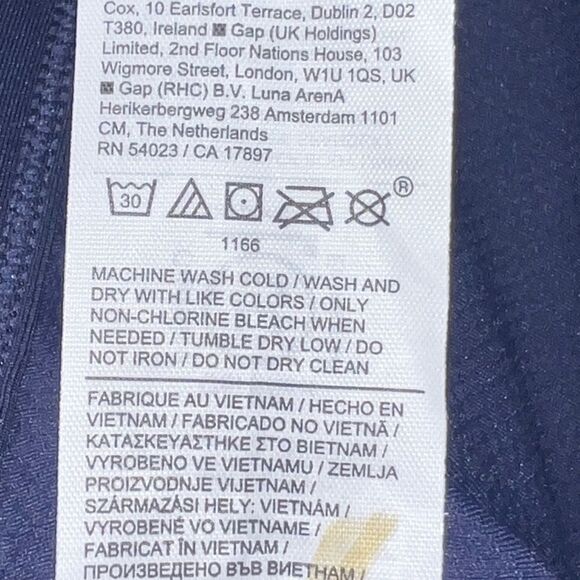 Cox, 10 Earlsfort Terrace, Dublin 2, D02
T380, Ireland Gap (UK Holdings)
Limited, 2nd Floor Nations House, 103
Wigmore Street, London, W1U 1QS, UK
Gap (RHC) B.V. Luna ArenA
Herikerbergweg 238 Amsterdam 1101
CM, The Netherlands
RN 54023 / CA 17897
30 ®
1166
MACHINE WASH COLD / WASH AND
DRY WITH LIKE COLORS / ONLY
NON-CHLORINE BLEACH WHEN
NEEDED / TUMBLE DRY LOW / DO
NOT IRON / DO NOT DRY CLEAN
FABRIQUE AU VIETNAM / HECHO EN
VIETNAM / FABRICADO NO VIETNÃ /
ΚΑΤΑΣΚΕΥΑΣΤΗΚΕ ΣΤΟ ΒΙΕΤΝΑΜ /
VYROBENO VE VIETNAMU / ZEMLJA
PROIZVODNJE VIJETNAM /
SZÁRMAZÁSI HELY: VIETNÁM /
VYROBENÉ VO VIETNAME /
FABRICAT ÎN VIETNAM /
ПРОИЗВЕДЕНО ВЪВ ВИЕТНАМ /